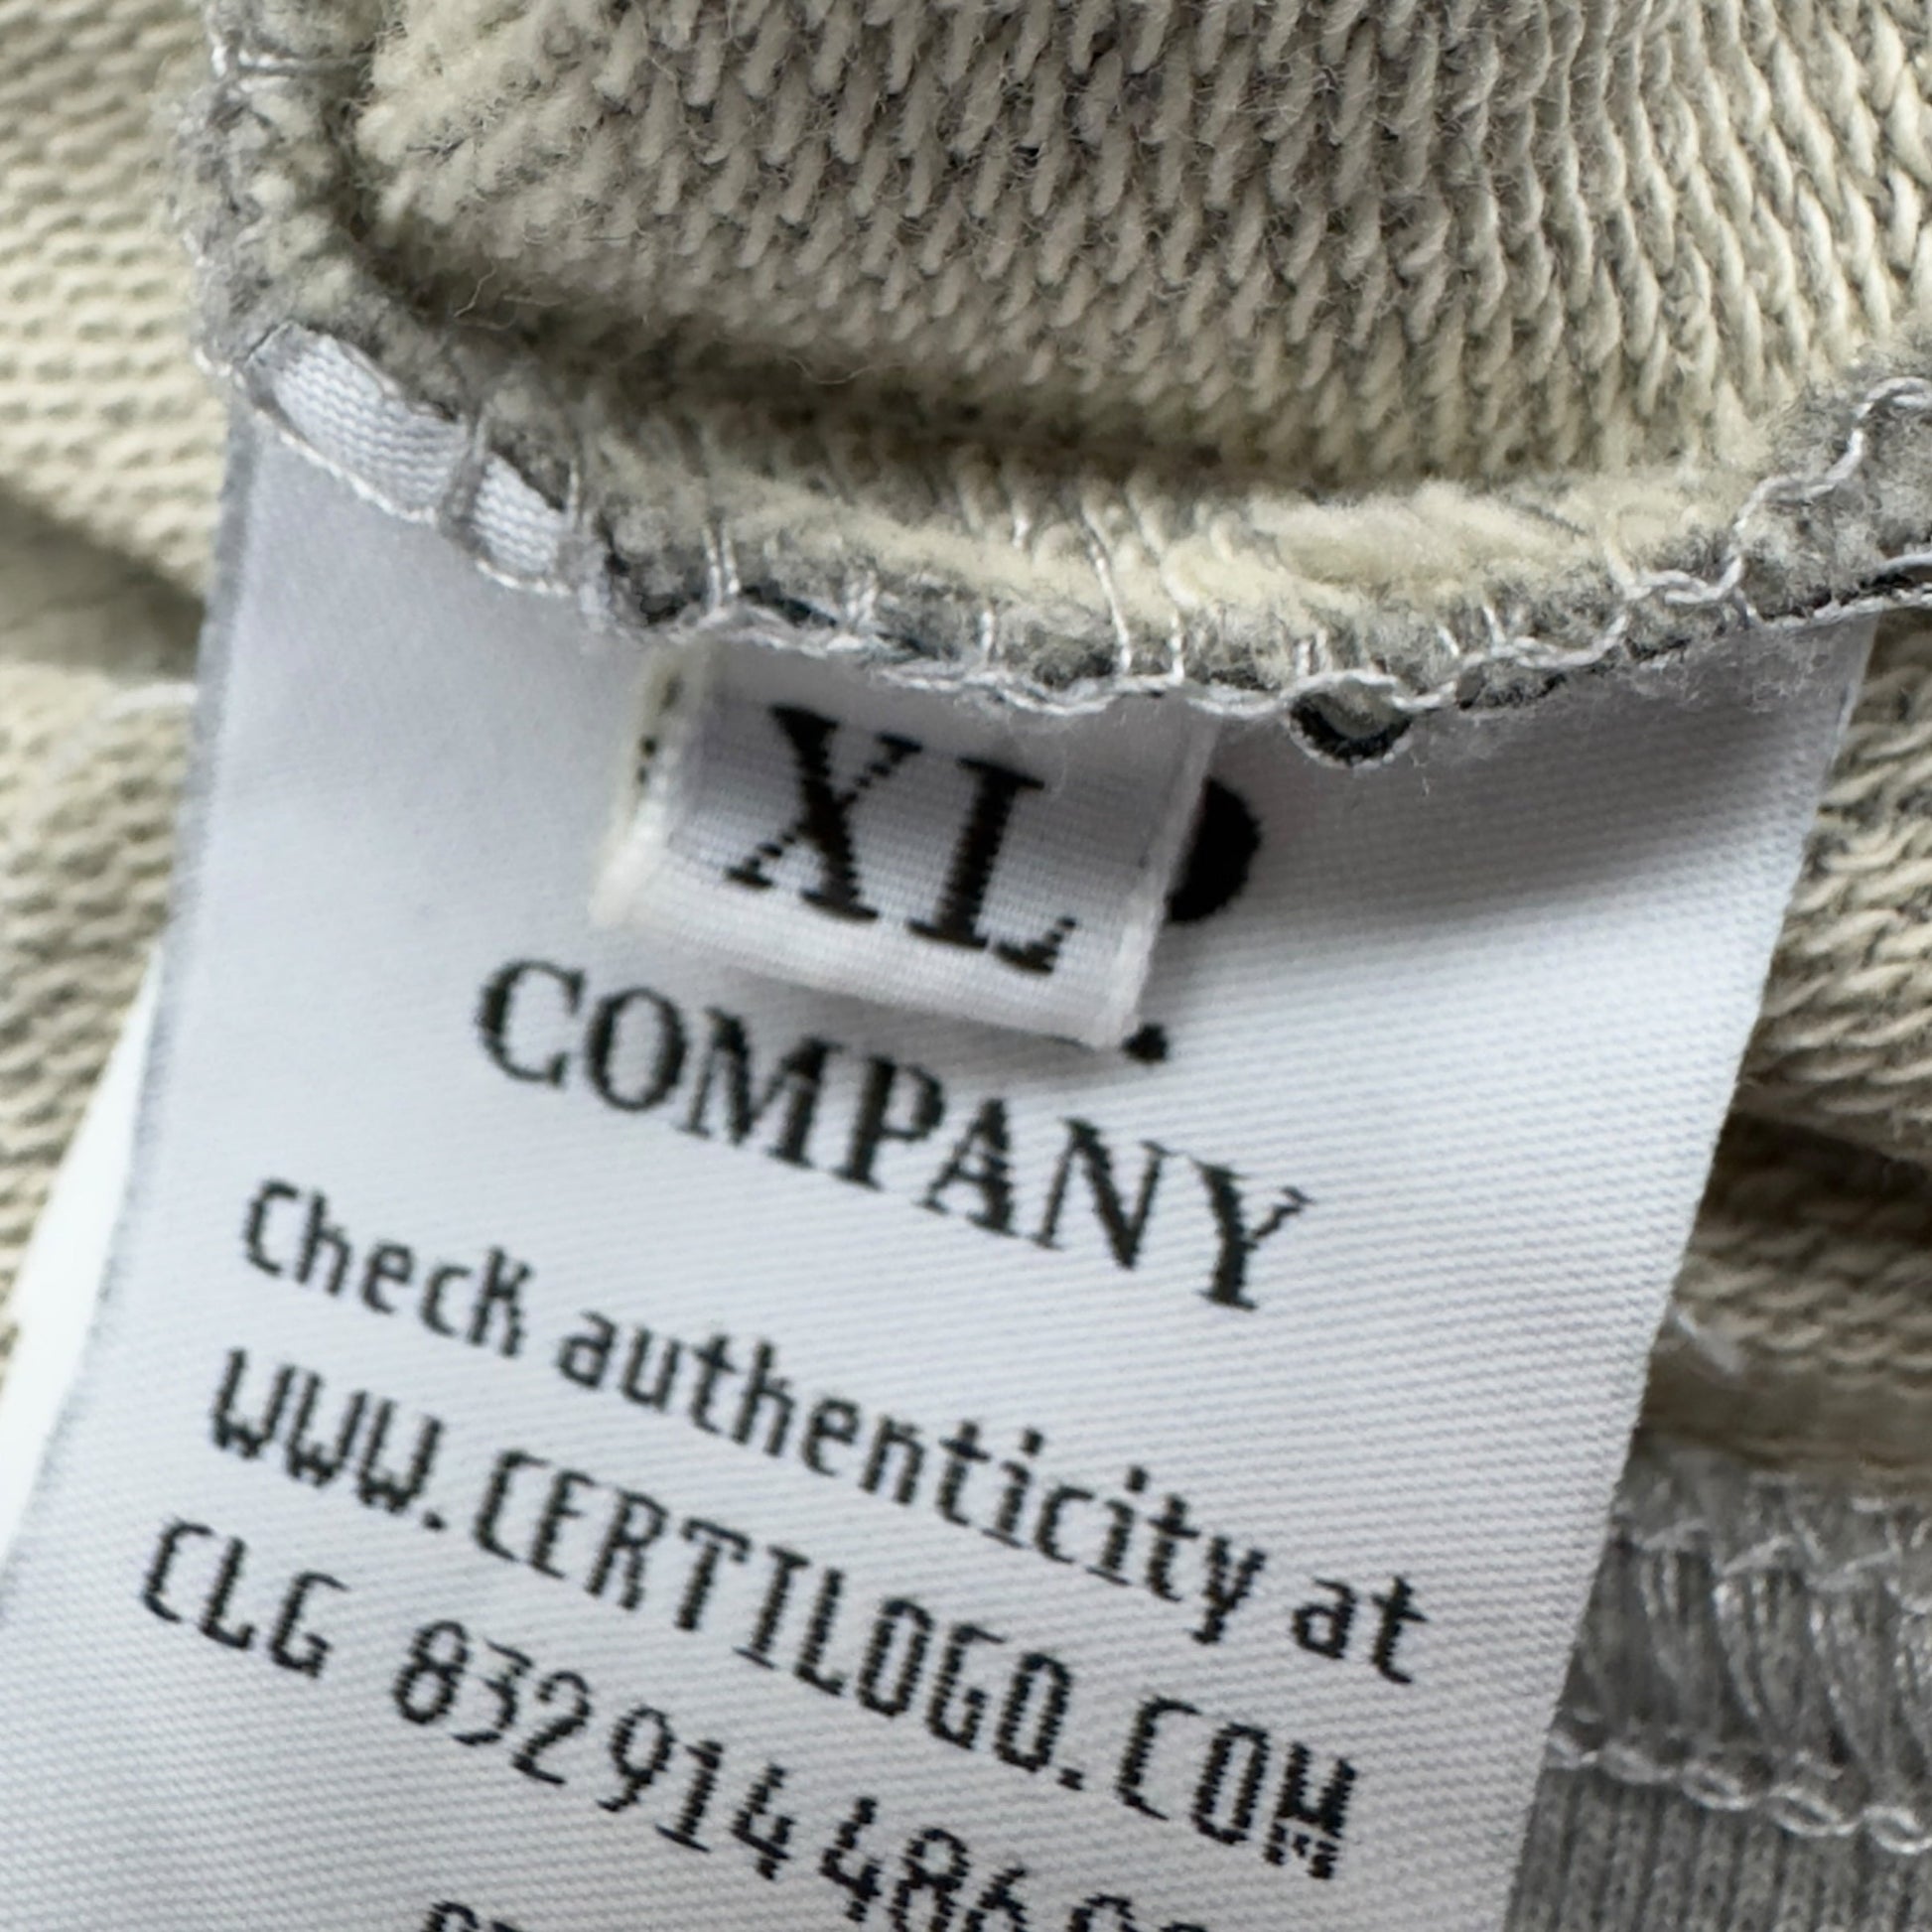 XL
COMPANY
Check authenticity at
WWW.CERTILOGO.COM
CLG 832914486